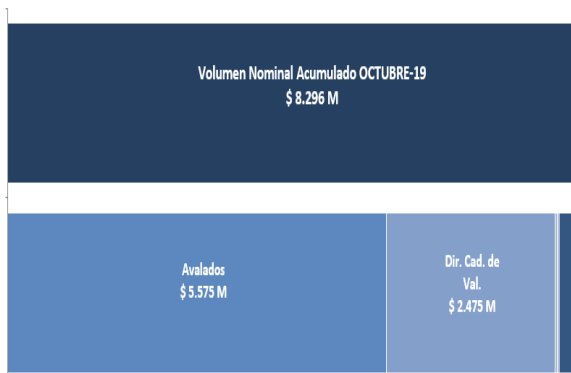 Volumen Nominal Acumulado OCTUBRE-19
$ 8.296 M
Avalados
$ 5.575 M
Dir. Cad. de
Val.
$ 2.475 M